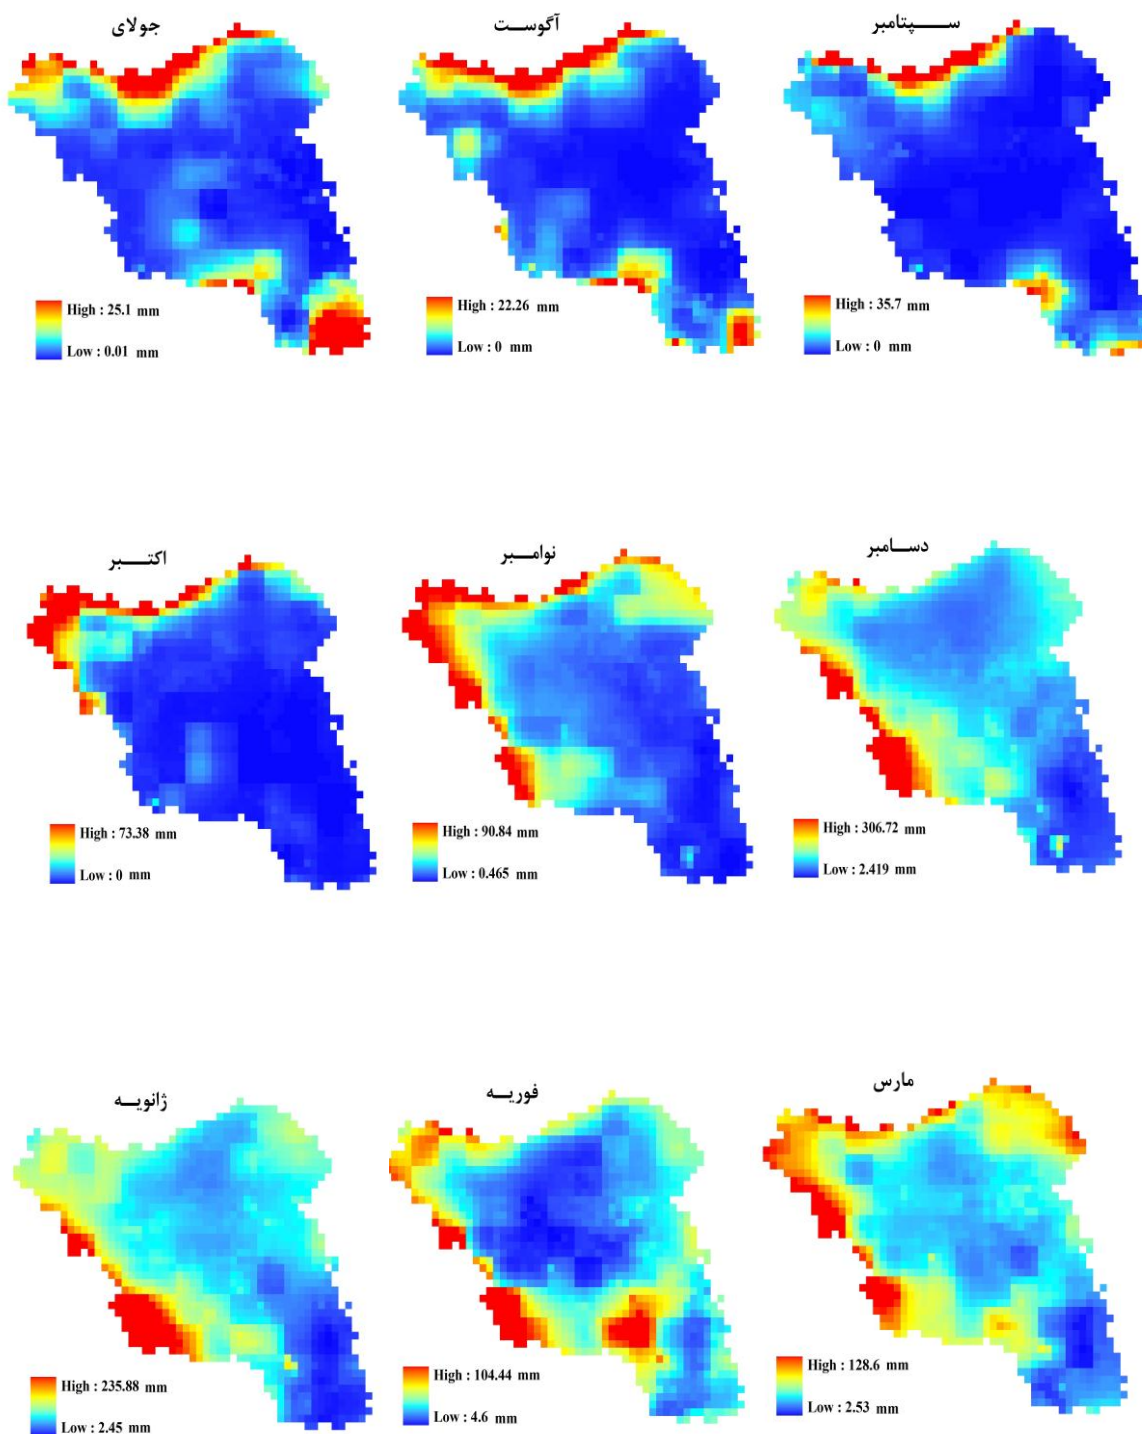 جولای
آگوست
سپتامبر
High : 25.1 mm
Low : 0.01 mm
High : 22.26 mm
Low : 0 mm
High : 35.7 mm
Low : 0 mm
اکتبر
نوامبر
دسامبر
High : 73.38 mm
Low : 0 mm
High : 90.84 mm
Low : 0.465 mm
High : 306.72 mm
Low : 2.419 mm
ژانویه
فوریه
مارس
High : 235.88 mm
Low : 2.45 mm
High : 104.44 mm
Low : 4.6 mm
High : 128.6 mm
Low : 2.53 mm